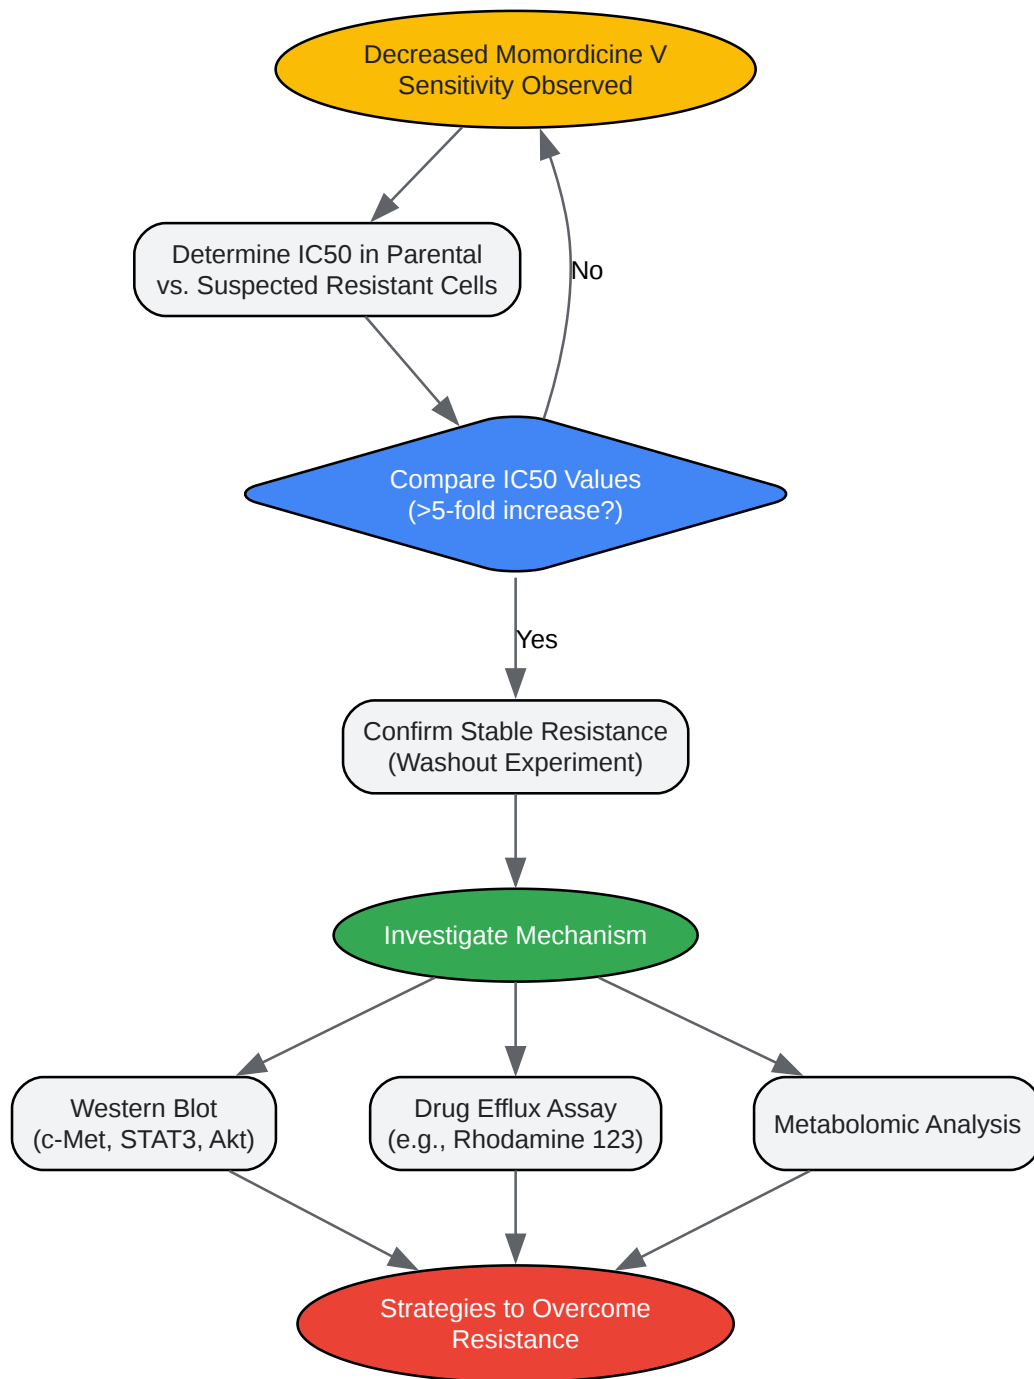 Decreased Momordicine V
Sensitivity Observed
Determine IC50 in Parental
vs. Suspected Resistant Cells
No
Compare IC50 Values
(>5-fold increase?)
Yes
Confirm Stable Resistance
(Washout Experiment)
Investigate Mechanism
Western Blot
(c-Met, STAT3, Akt)
Drug Efflux Assay
(e.g., Rhodamine 123)
Metabolomic Analysis
Strategies to Overcome
Resistance